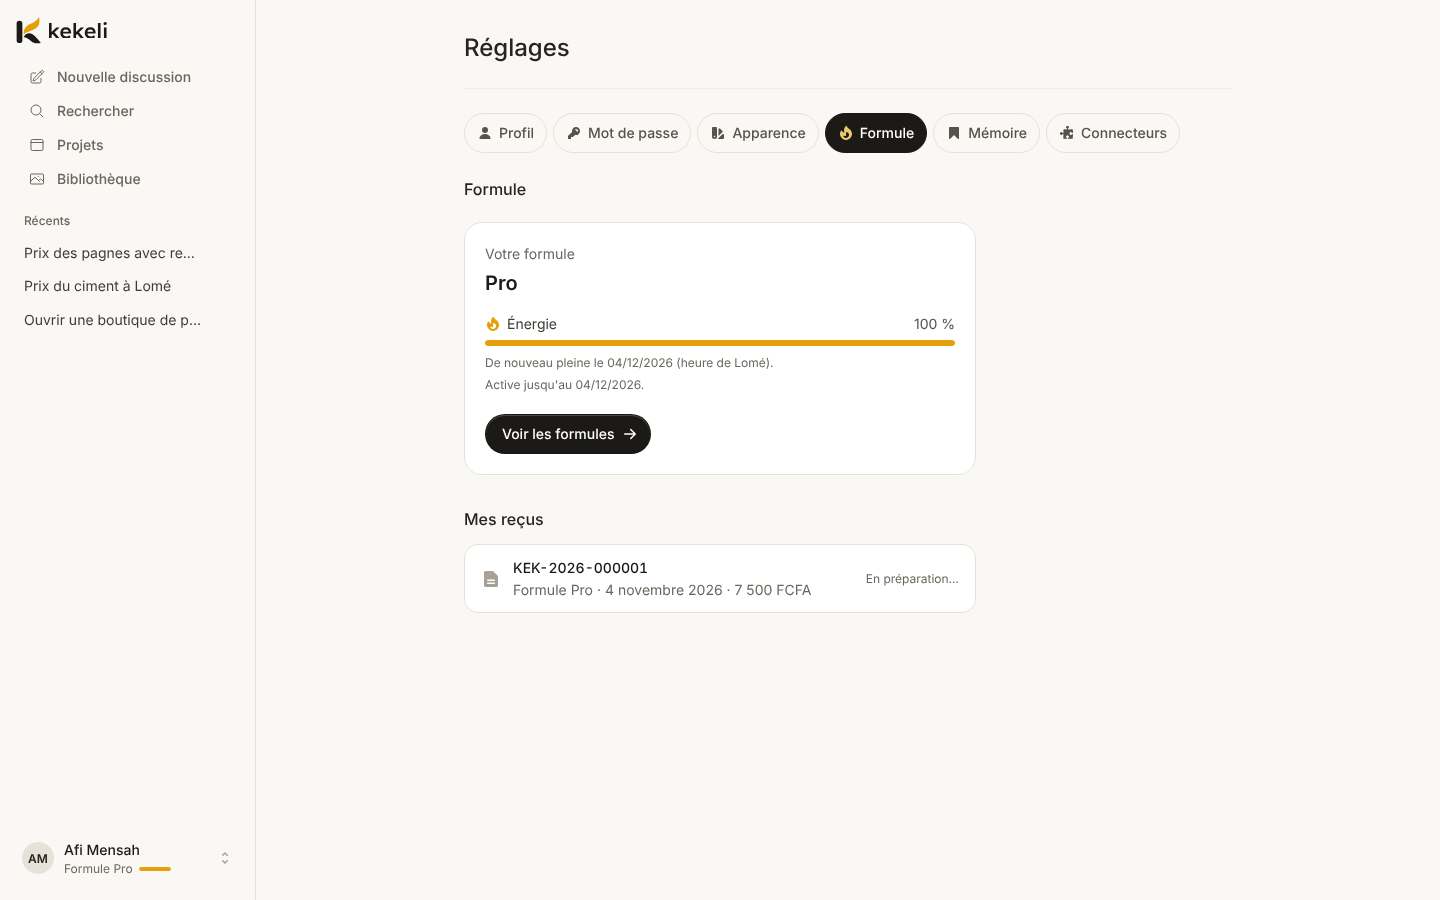 kekeli
Nouvelle discussion
Rechercher
Projets
Bibliothèque
Récents
Prix des pagnes avec re...
Prix du ciment à Lomé
Ouvrir une boutique de p...
AM
Afi Mensah
Formule Pro
Réglages
Profil
Mot de passe
Apparence
Formule
Mémoire
Connecteurs
Formule
Votre formule
Pro
Énergie
100 %
De nouveau pleine le 04/12/2026 (heure de Lomé).
Active jusqu'au 04/12/2026.
Voir les formules
Mes reçus
KEK-2026-000001
Formule Pro · 4 novembre 2026 · 7 500 FCFA
En préparation...